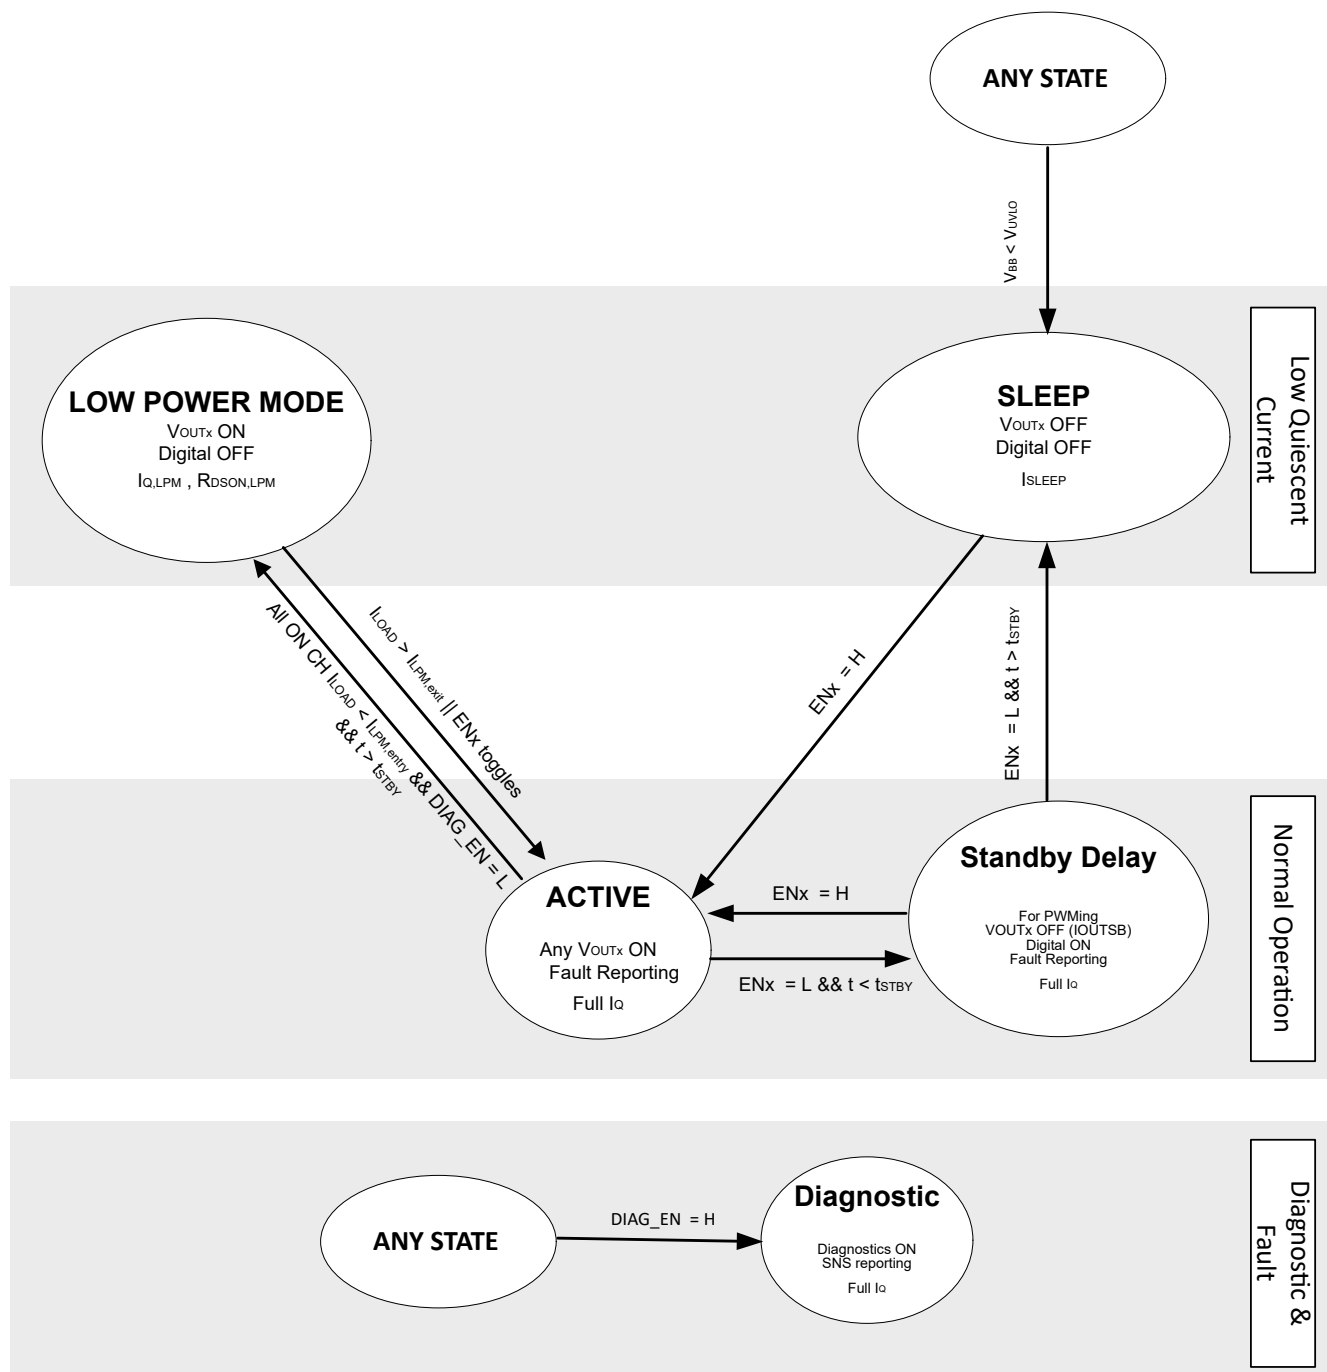 ANY STATE
VBB < VUVLO
LOW POWER MODE
VOUTx ON
Digital OFF
IQ,LPM , RDSON,LPM
SLEEP
VOUTx OFF
Digital OFF
ISLEEP
Low Quiescent
Current
ILOAD > ILPM,exit || ENx toggles
All ON CH ILOAD < ILPM,entry && DIAG_EN = L
&& t > tSTBY
ENx = H
ENx = L && t > tSTBY
ACTIVE
Any VOUTx ON
Fault Reporting
Full IQ
ENx = H
ENx = L && t < tSTBY
Standby Delay
For PWMing
VOUTx OFF (IOUTSB)
Digital ON
Fault Reporting
Full IQ
Normal Operation
ANY STATE
DIAG_EN = H
Diagnostic
Diagnostics ON
SNS reporting
Full IQ
Diagnostic &
Fault